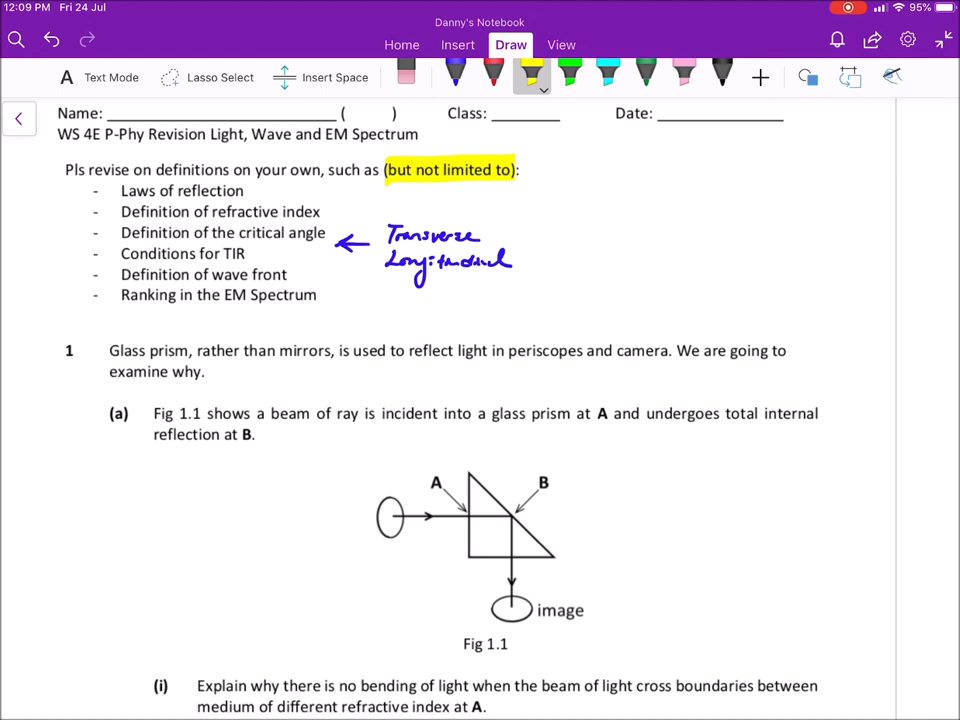 12:09 PM Fri 24 Jul 95%
Danny's Notebook
Home Insert Draw View
A Text Mode Lasso Select Insert Space
Name: ______________________________ ( ) Class: _________ Date: ________________
WS 4E P-Phy Revision Light, Wave and EM Spectrum
Pls revise on definitions on your own, such as (but not limited to):
- Laws of reflection
- Definition of refractive index
- Definition of the critical angle
- Conditions for TIR
- Definition of wave front
- Ranking in the EM Spectrum
Transverse
Longitudinal
1 Glass prism, rather than mirrors, is used to reflect light in periscopes and camera. We are going to
examine why.
(a) Fig 1.1 shows a beam of ray is incident into a glass prism at A and undergoes total internal
reflection at B.
A B
image
Fig 1.1
(i) Explain why there is no bending of light when the beam of light cross boundaries between
medium of different refractive index at A.